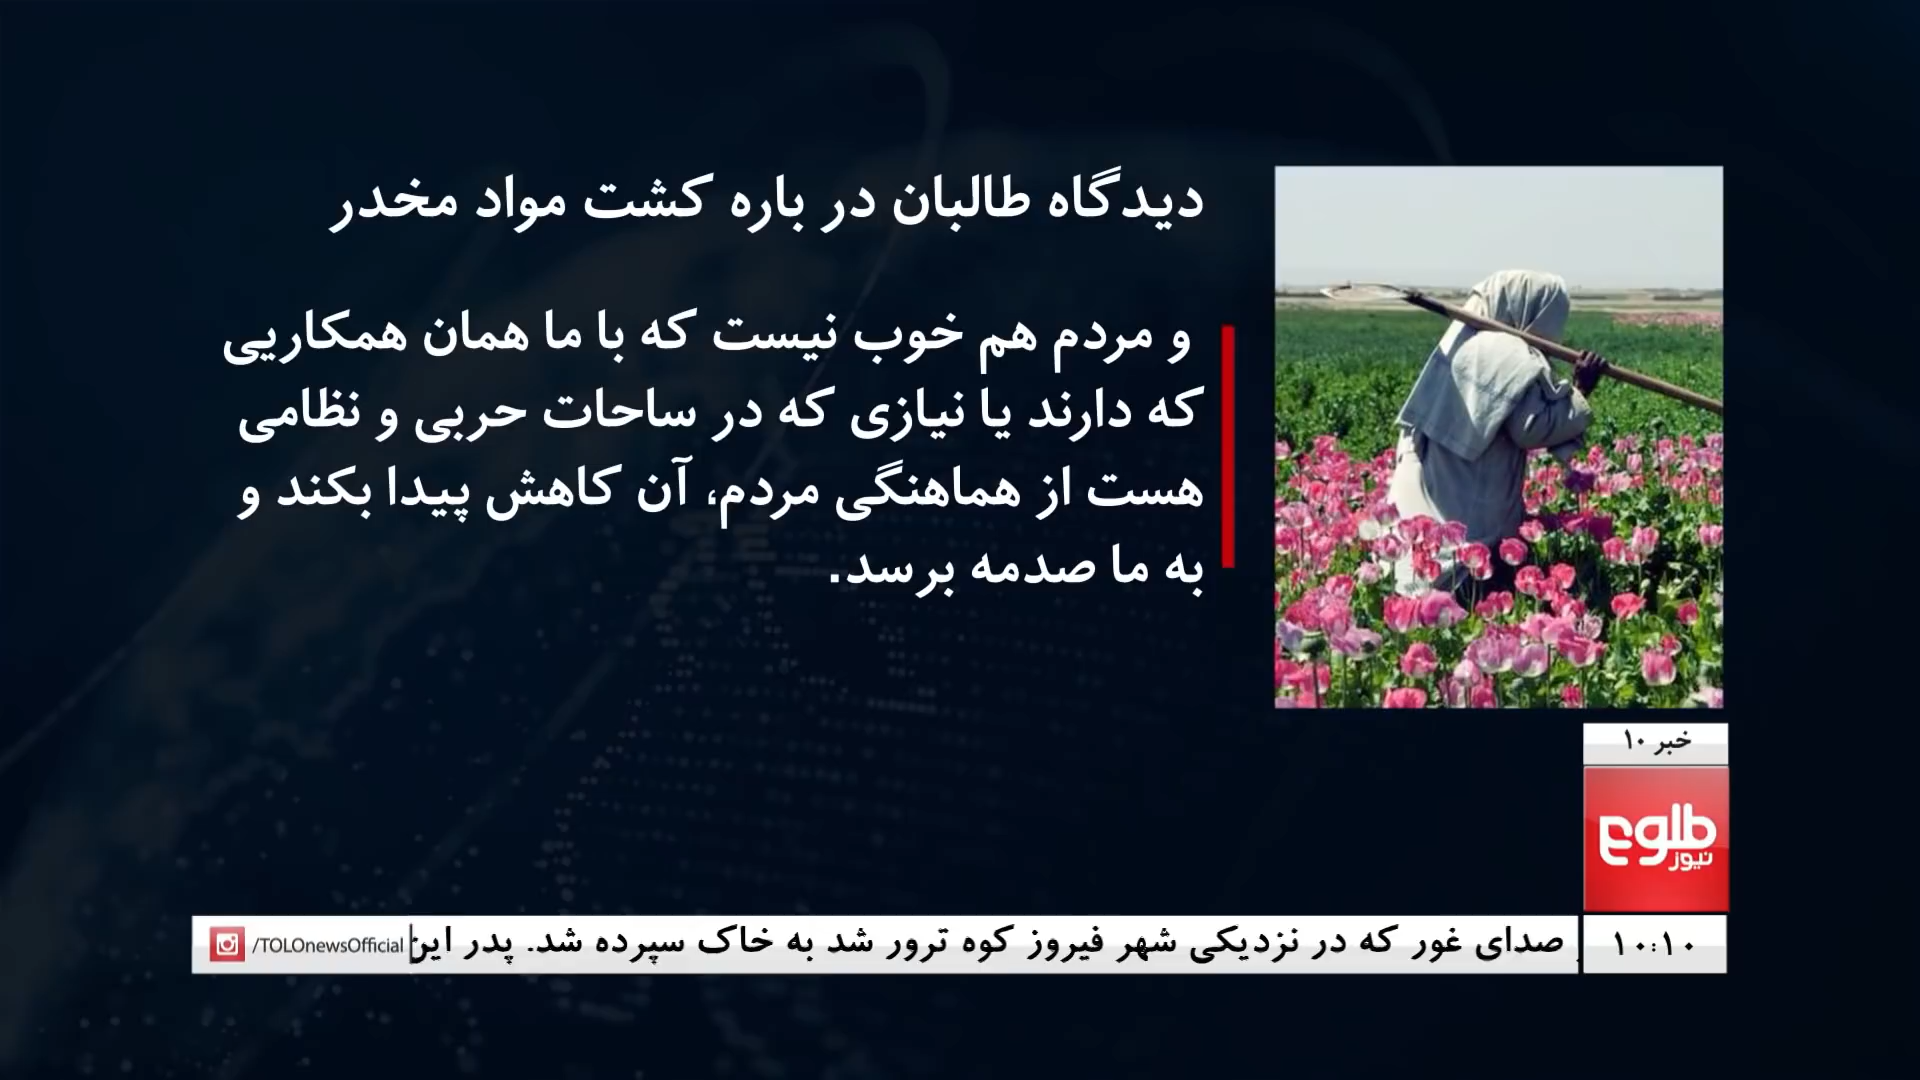 دیدگاه طالبان در باره کشت مواد مخدر
و مردم هم خوب نیست که با ما همان همکاریی
که دارند یا نیازی که در ساحات حربی و نظامی
هست از هماهنگی مردم، آن کاهش پیدا بکند و
به ما صدمه برسد.
خبر ۱۰
طلوع
نیوز
صدای غور که در نزدیکی شهر فیروز کوه ترور شد به خاک سپرده شد. پدر این
/TOLOnewsOfficial
۱۰:۱۰